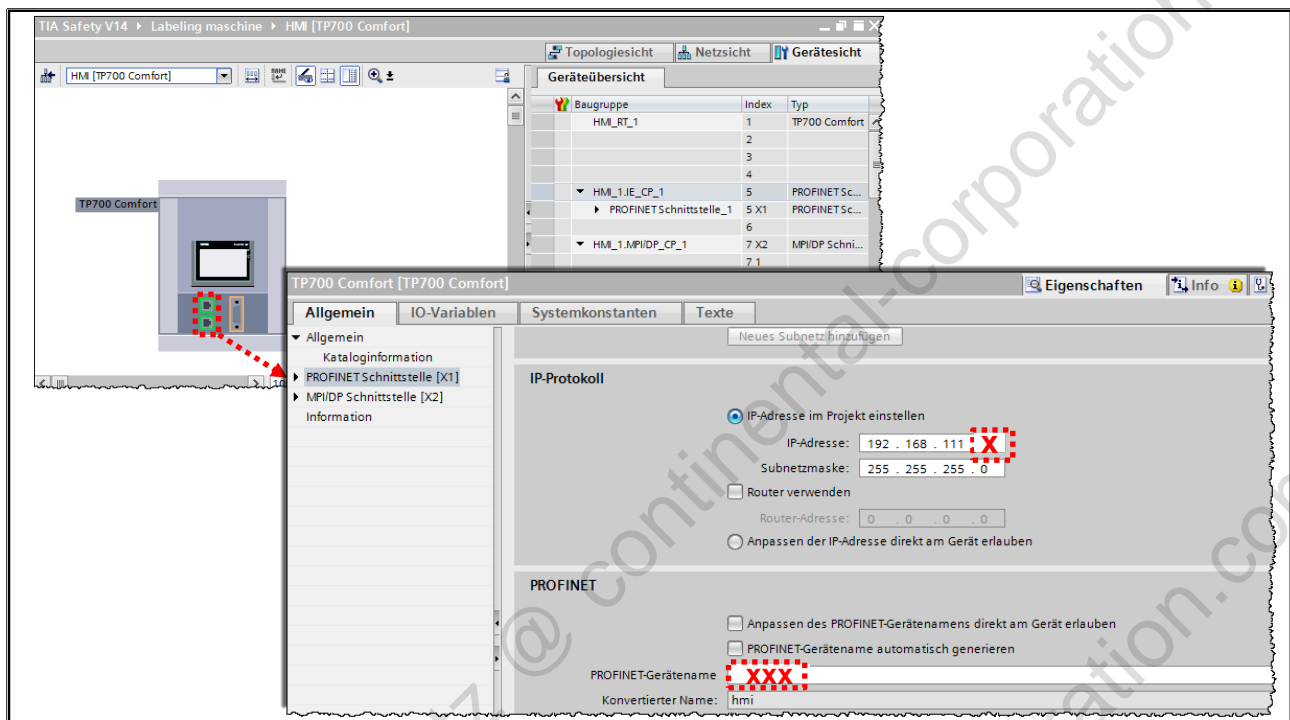 TIA Safety V14 ▸ Labeling maschine ▸ HMI [TP700 Comfort]
Topologiesicht Netzsicht Gerätesicht
HMI [TP700 Comfort]
Geräteübersicht
Baugruppe Index Typ
HMI_RT_1 1 TP700 Comfort
2
3
4
HMI_1.IE_CP_1 5 PROFINET Sc...
PROFINET Schnittstelle_1 5 X1 PROFINET Sc...
6
HMI_1.MPI/DP_CP_1 7 X2 MPI/DP Schni...
7 1
TP700 Comfort
TP700 Comfort [TP700 Comfort]
Eigenschaften Info
Allgemein IO-Variablen Systemkonstanten Texte
Allgemein
Kataloginformation
PROFINET Schnittstelle [X1]
MPI/DP Schnittstelle [X2]
Information
Neues Subnetz hinzufügen
IP-Protokoll
IP-Adresse im Projekt einstellen
IP-Adresse: 192 . 168 . 111 X
Subnetzmaske: 255 . 255 . 255 . 0
Router verwenden
Router-Adresse: 0 . 0 . 0 . 0
Anpassen der IP-Adresse direkt am Gerät erlauben
PROFINET
Anpassen des PROFINET-Gerätenamens direkt am Gerät erlauben
PROFINET-Gerätename automatisch generieren
PROFINET-Gerätename XXX
Konvertierter Name: hmi
@ continental-corporation.co